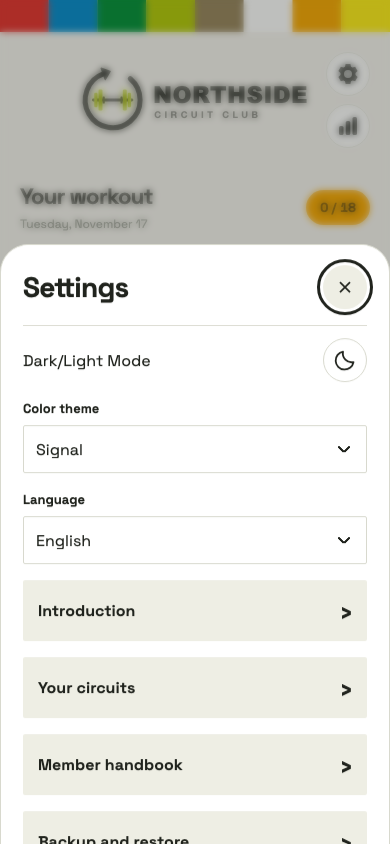 NORTHSIDE
CIRCUIT CLUB
Your workout
Tuesday, November 17
0 / 18
Settings
Dark/Light Mode
Color theme
Signal
Language
English
Introduction
Your circuits
Member handbook
Backup and restore